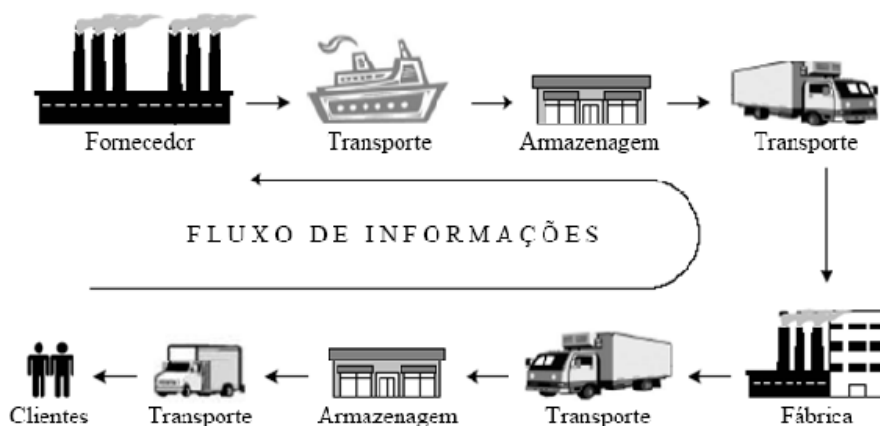 Fornecedor
Transporte
Armazenagem
Transporte
FLUXO DE INFORMAÇÕES
Clientes
Transporte
Armazenagem
Transporte
Fábrica